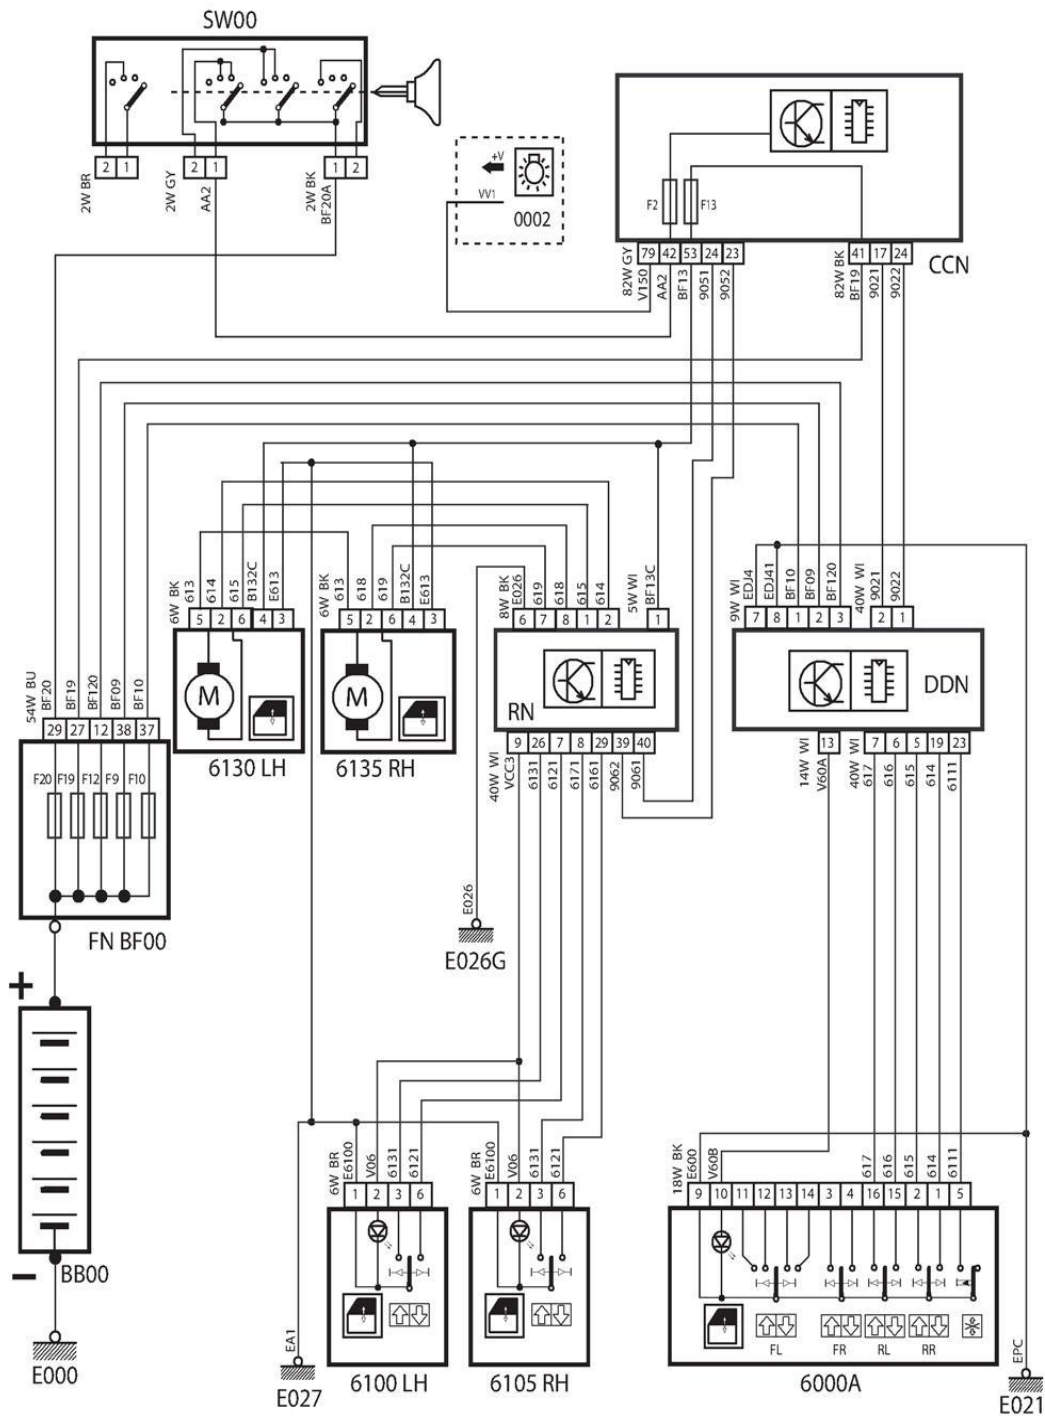 SW00
2 1 2 1 1 2
2W BR 2W GY AA2 2W BK BF20A
+V
VV1
0002
F2 F13
79 42 53 24 23 41 17 24
CCN
82W GY V150 AA2 BF13 9051 9052 82W BK BF19 9021 9022
6W BK 613 614 615 B132C E613 6W BK 613 618 619 B132C E613 8W BK E026 619 618 615 614 5W WI BF13C 9W WI EDJ4 EDJ41 BF10 BF09 BF120 40W WI 9021 9022
5 2 6 4 3 5 2 6 4 3 6 7 8 1 2 1 7 8 1 2 3 2 1
M M
RN
DDN
54W BU BF20 BF19 BF120 BF09 BF10
29 27 12 38 37
9 26 7 8 29 39 40
13 7 6 5 19 23
6130 LH 6135 RH
40W WI VCC3 6131 6121 6171 6161 9062 9061
14W WI V60A 40W WI 617 616 615 614 6111
F20 F19 F12 F9 F10
FN BF00
E026
E026G
+
−
BB00
E000
6W BR E6100 V06 6131 6121
6W BR E6100 V06 6131 6121
18W BK E600 V60B 617 616 615 614 6111
1 2 3 6
1 2 3 6
9 10 11 12 13 14 3 4 16 15 2 1 5
FL FR RL RR
EA1
E027
6100 LH
6105 RH
6000A
EPC
E021